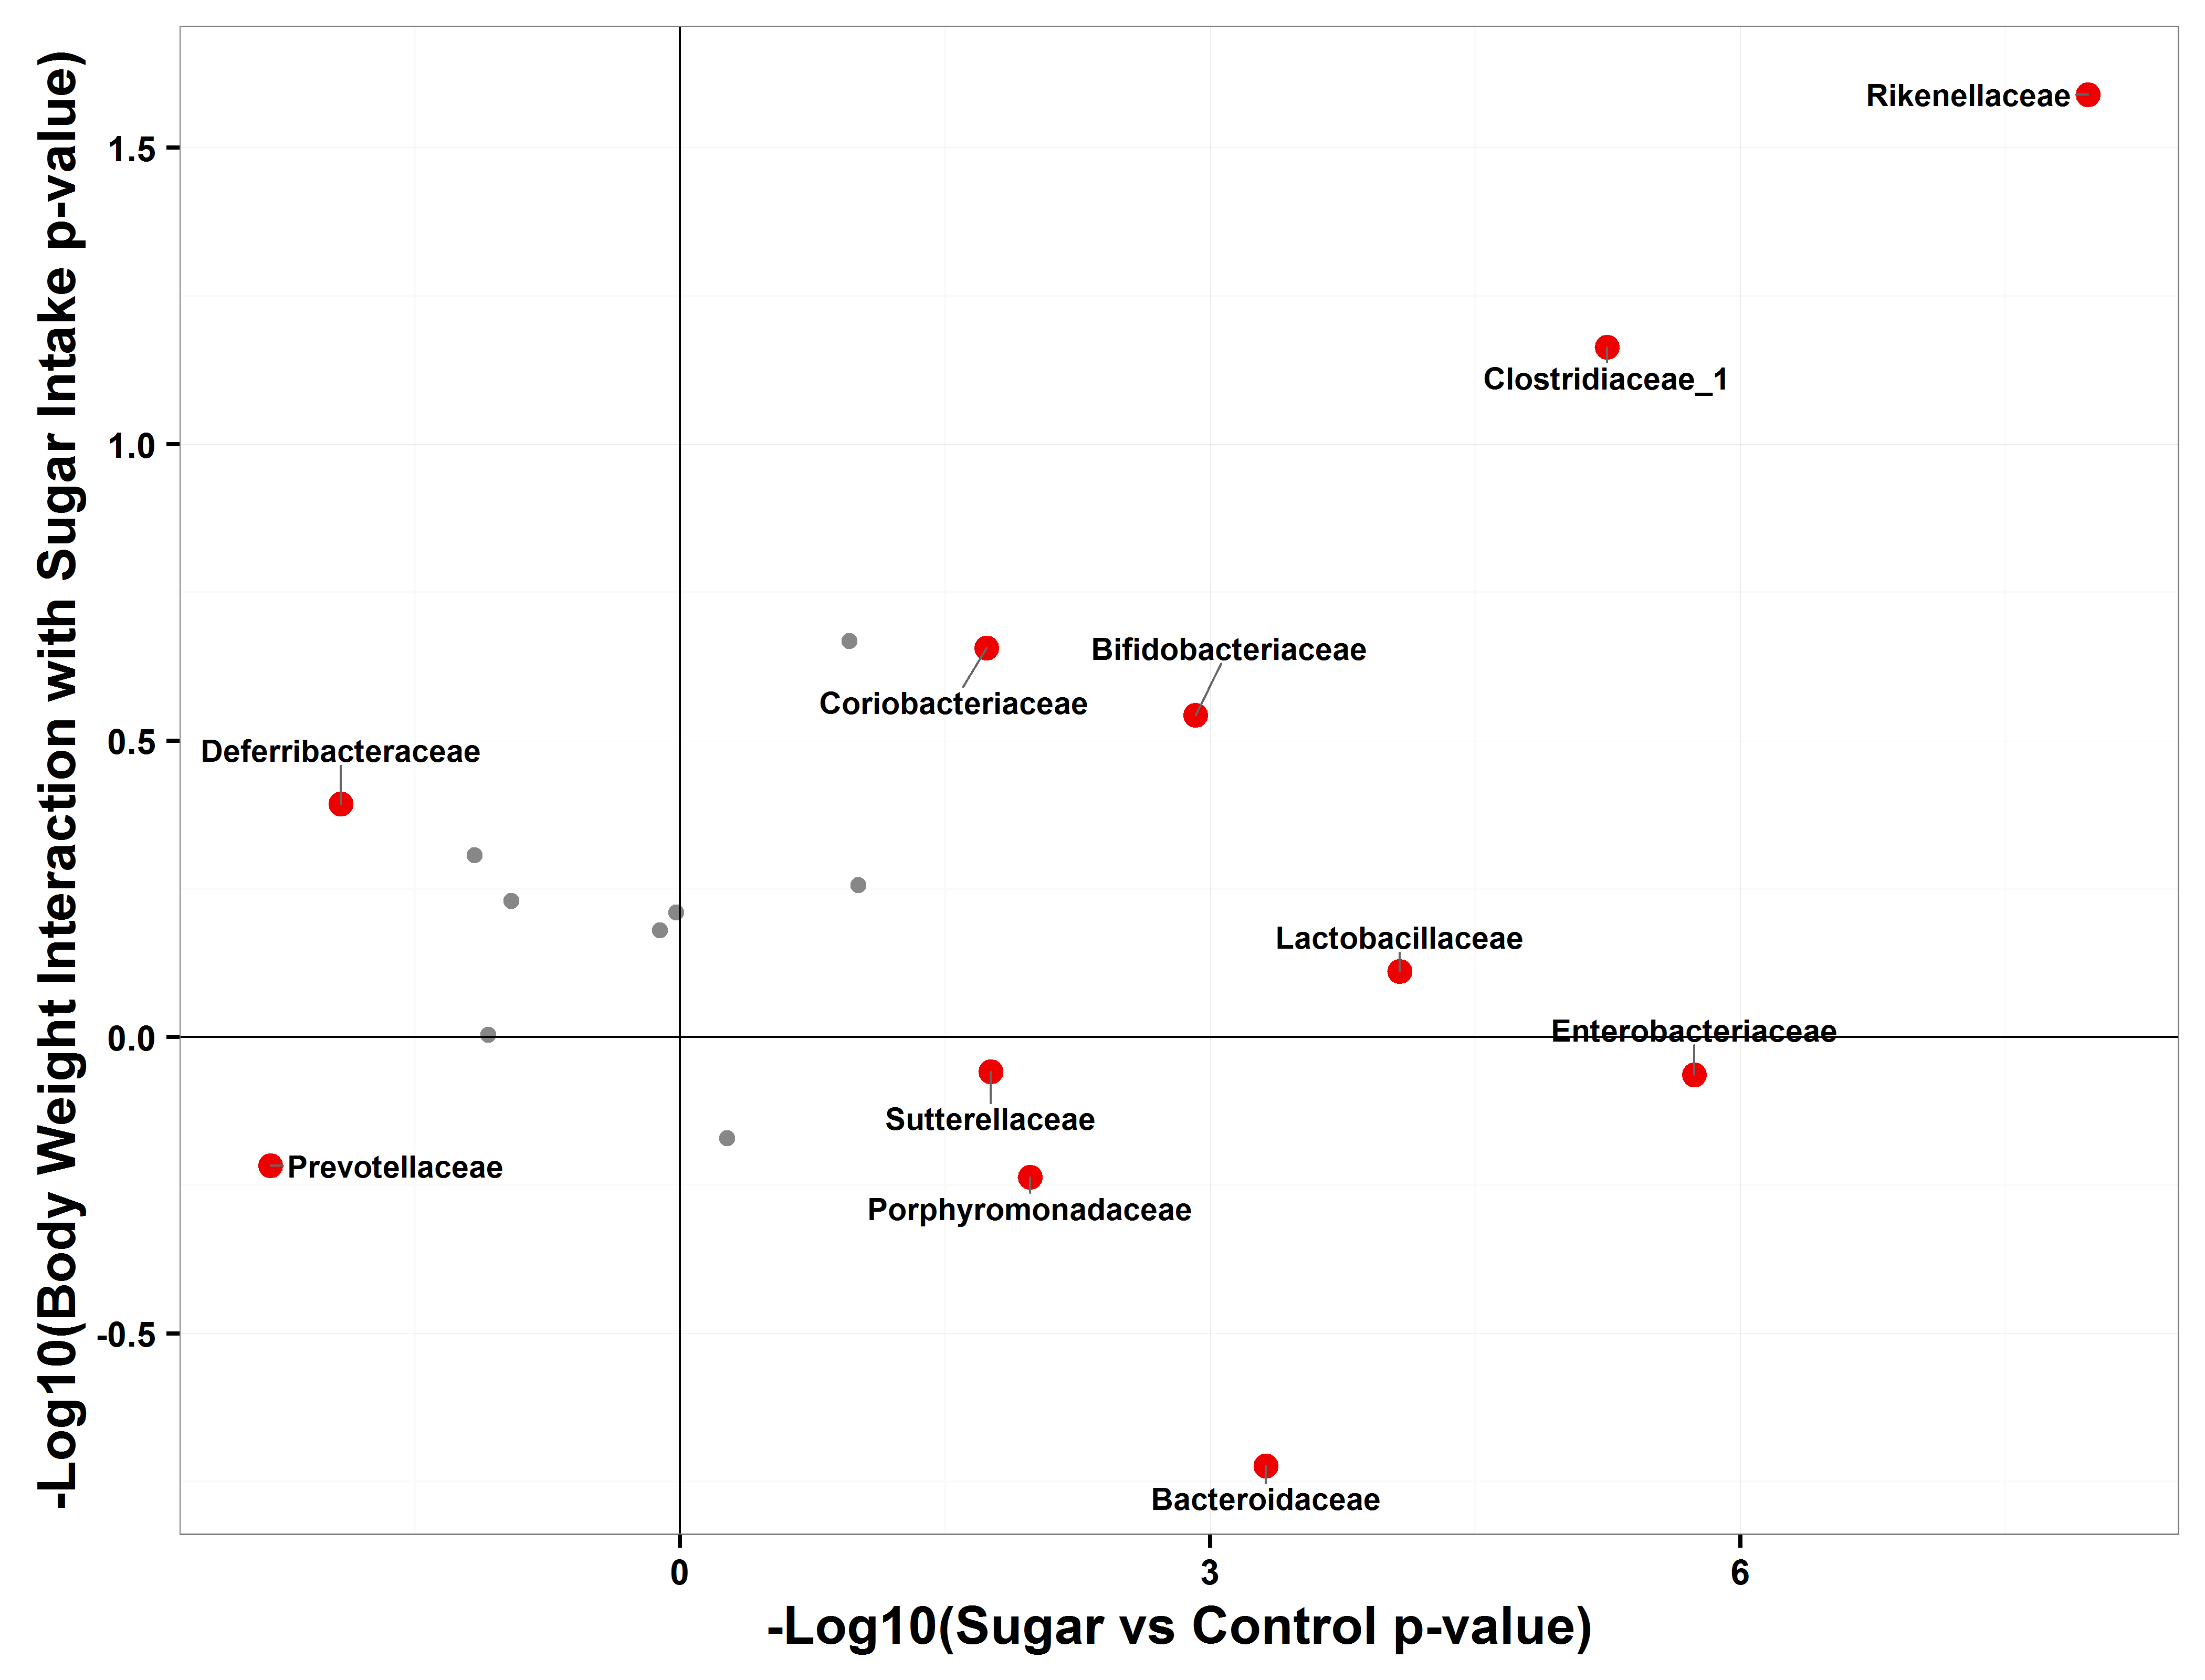 -Log10(Body Weight Interaction with Sugar Intake p-value)
1.5
1.0
0.5
0.0
-0.5
Rikenellaceae
Clostridiaceae_1
Bifidobacteriaceae
Coriobacteriaceae
Deferribacteraceae
Lactobacillaceae
Enterobacteriaceae
Sutterellaceae
Prevotellaceae
Porphyromonadaceae
Bacteroidaceae
0 3 6
-Log10(Sugar vs Control p-value)